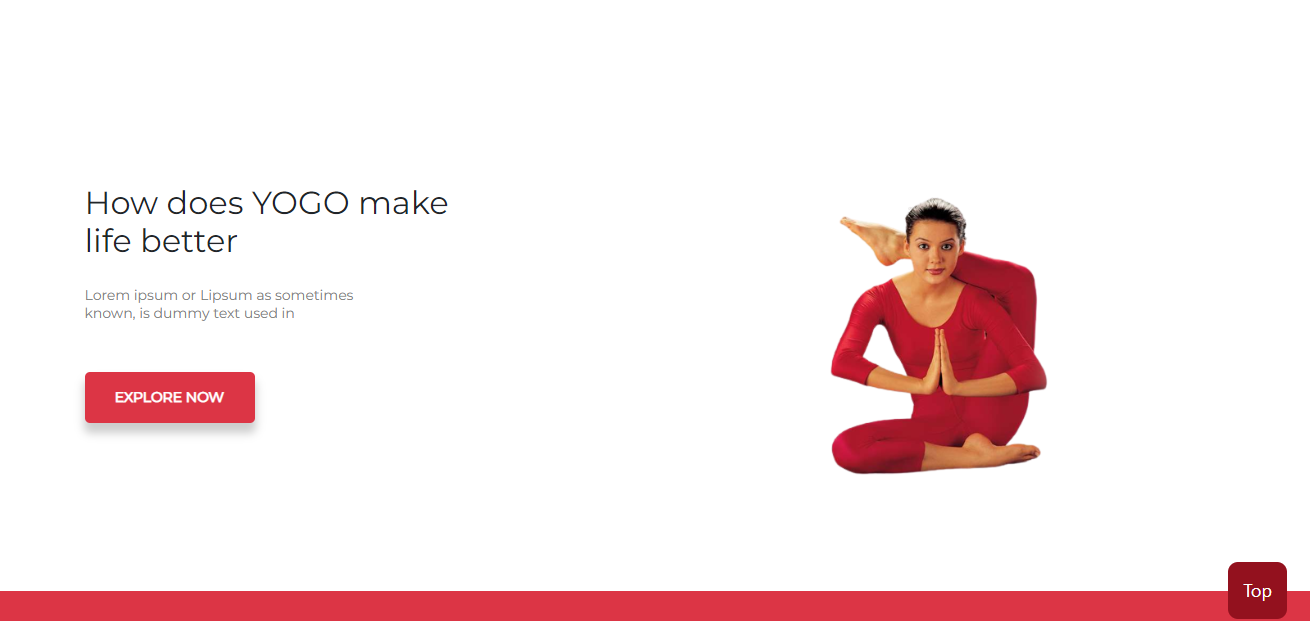 How does YOGO make
life better
Lorem ipsum or Lipsum as sometimes
known, is dummy text used in
EXPLORE NOW
Top